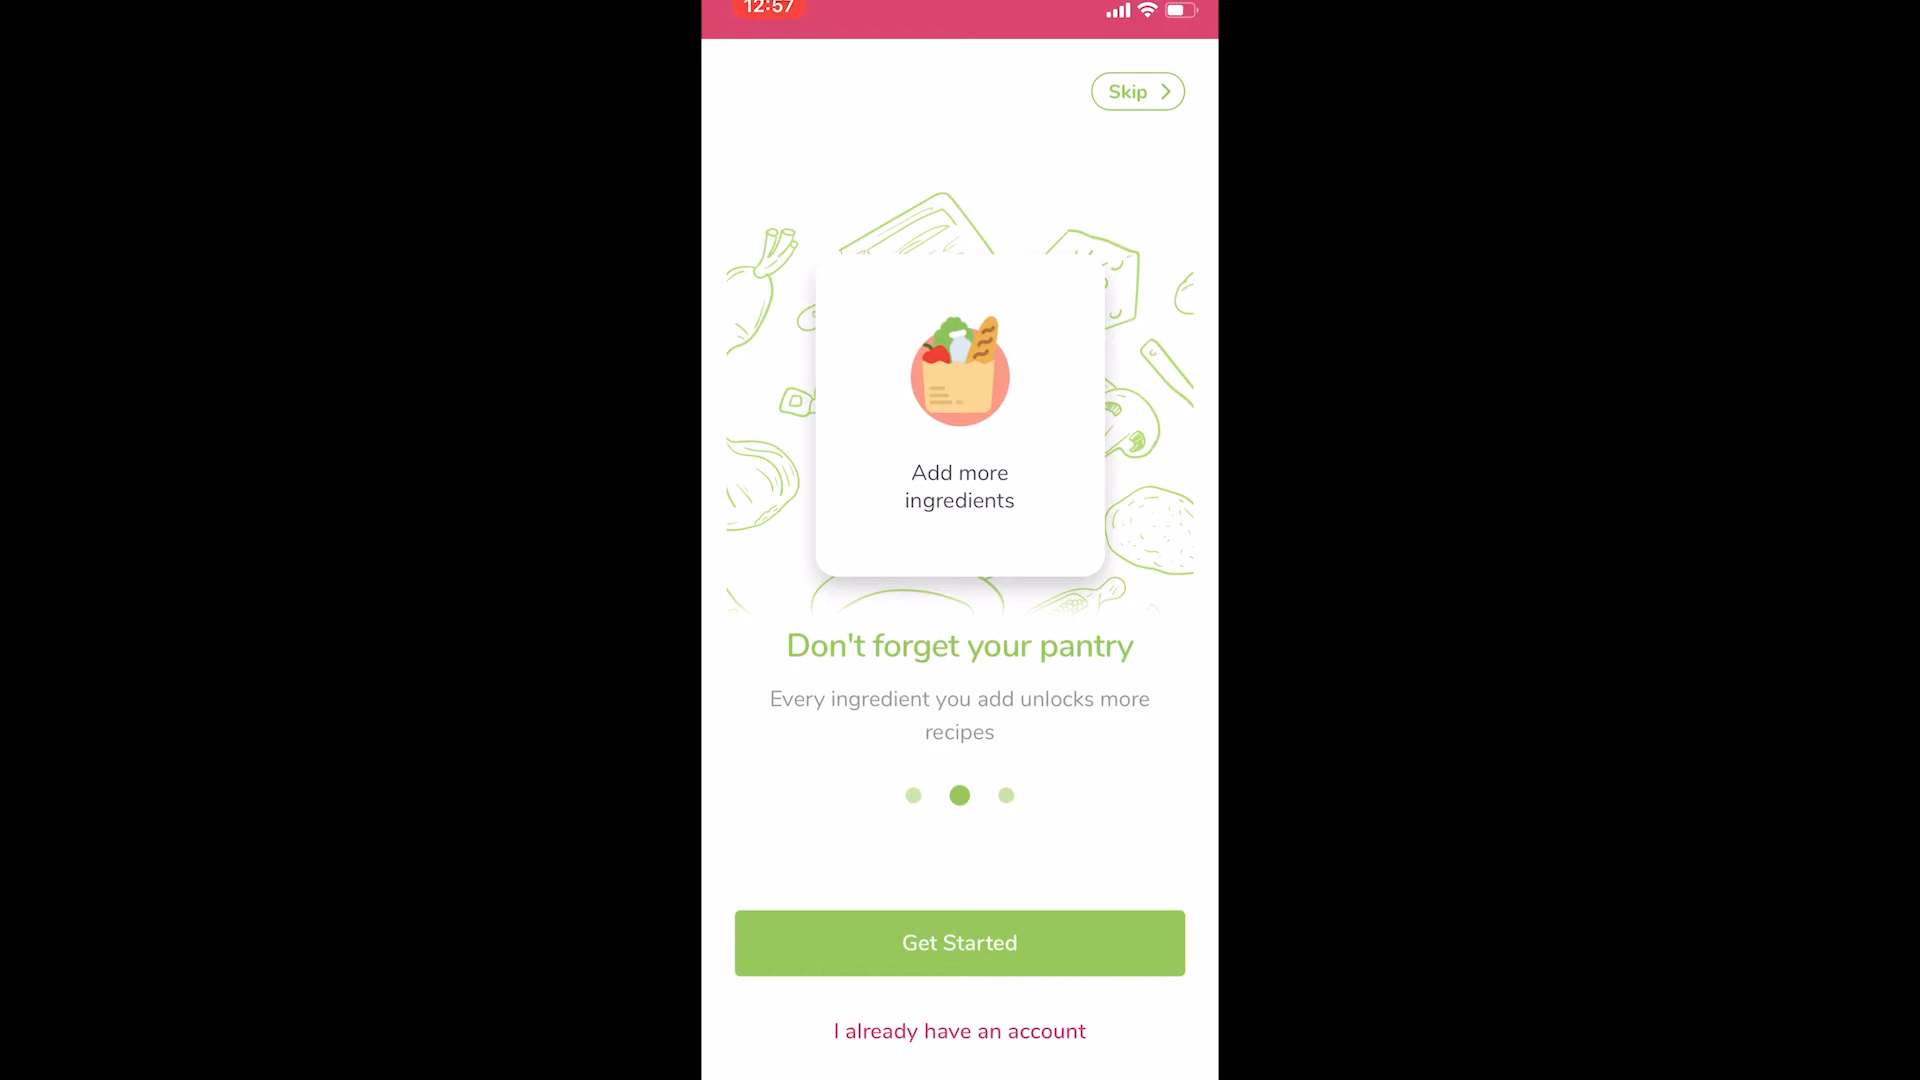 12:57
Skip
Add more
ingredients
Don't forget your pantry
Every ingredient you add unlocks more
recipes
Get Started
I already have an account